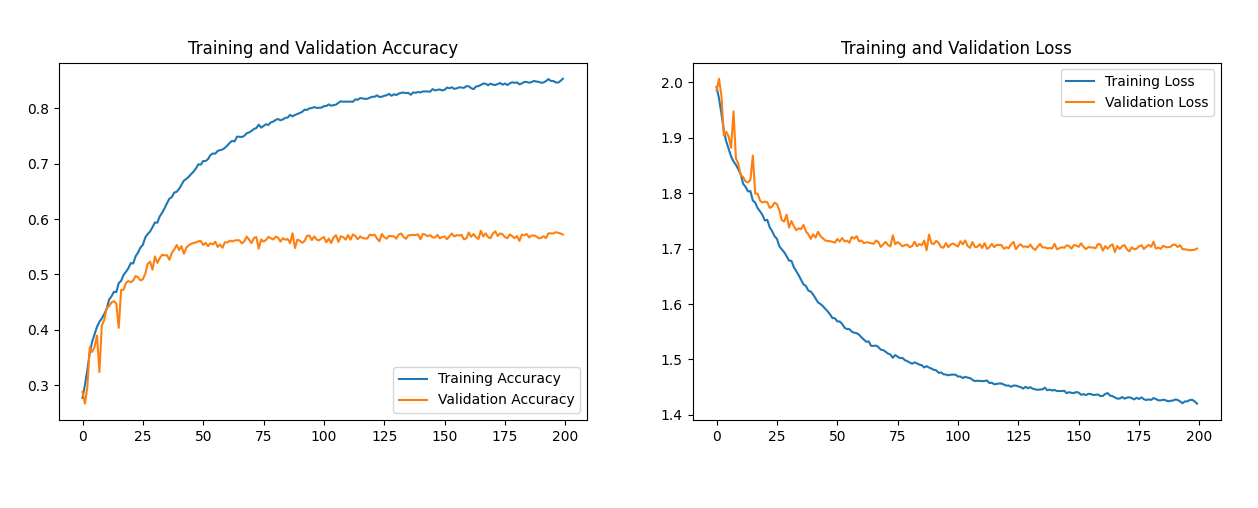 Training and Validation Accuracy
0.8
0.7
0.6
0.5
0.4
0.3
Training Accuracy
Validation Accuracy
0 25 50 75 100 125 150 175 200
Training and Validation Loss
Training Loss
Validation Loss
2.0
1.9
1.8
1.7
1.6
1.5
1.4
0 25 50 75 100 125 150 175 200